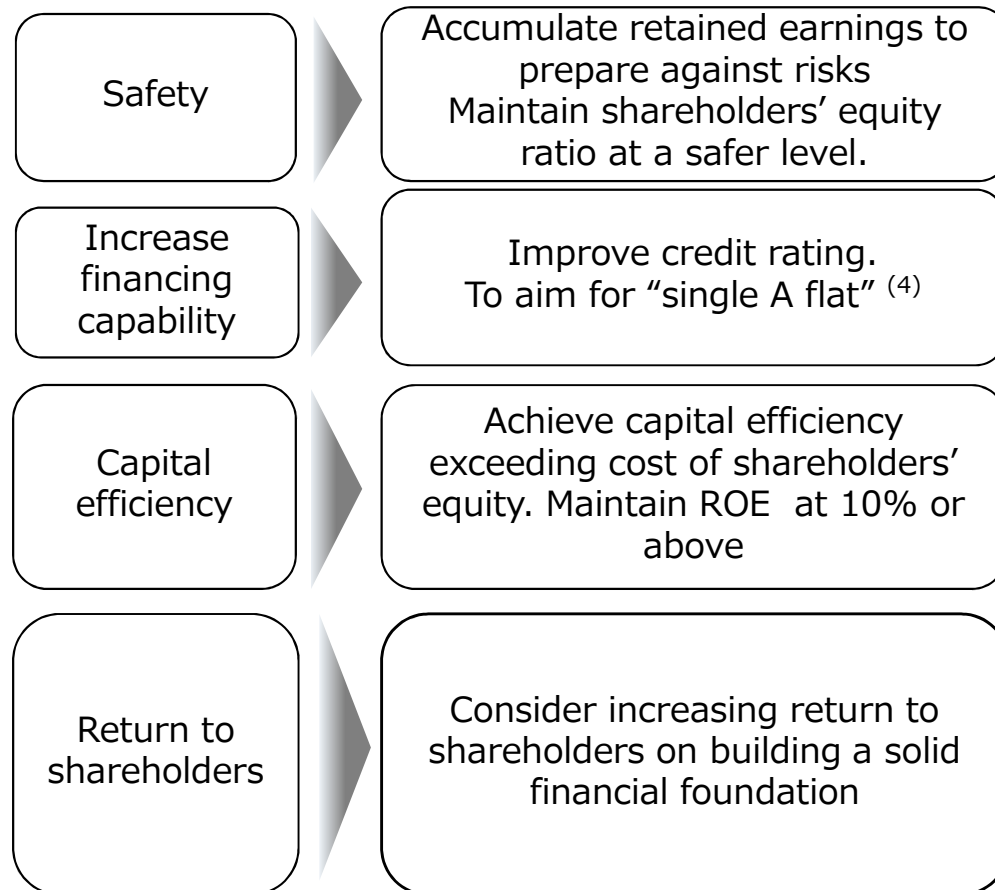 Safety
Accumulate retained earnings to
prepare against risks
Maintain shareholders’ equity
ratio at a safer level.
Increase
financing
capability
Improve credit rating.
To aim for “single A flat” (4)
Capital
efficiency
Achieve capital efficiency
exceeding cost of shareholders’
equity. Maintain ROE  at 10% or
above
Return to
shareholders
Consider increasing return to
shareholders on building a solid
financial foundation